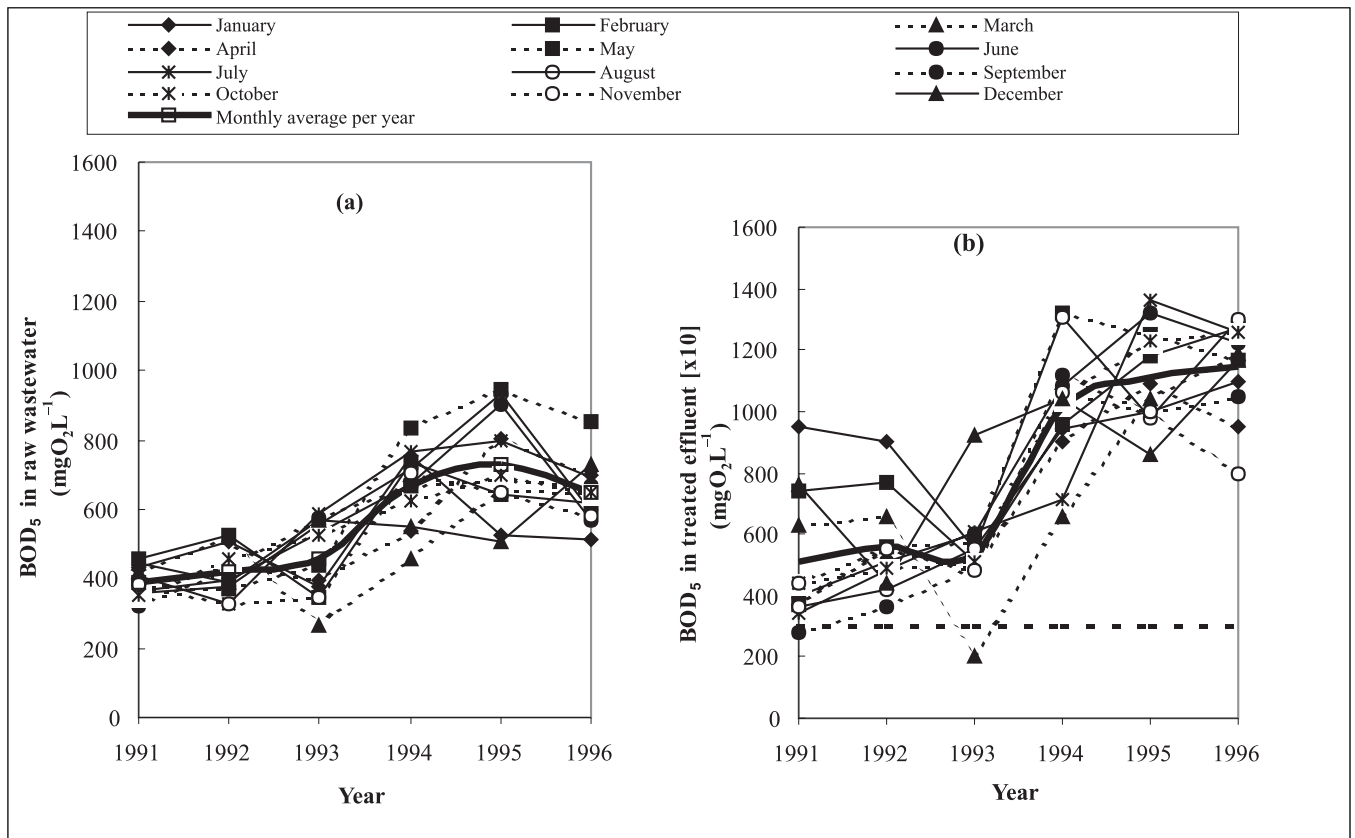 January February March
April May June
July August September
October November December
Monthly average per year
(a)
BOD5 in raw wastewater
(mgO2L−1)
1600
1400
1200
1000
800
600
400
200
0
1991 1992 1993 1994 1995 1996
Year
(b)
BOD5 in treated effluent [x10]
(mgO2L−1)
1600
1400
1200
1000
800
600
400
200
0
1991 1992 1993 1994 1995 1996
Year